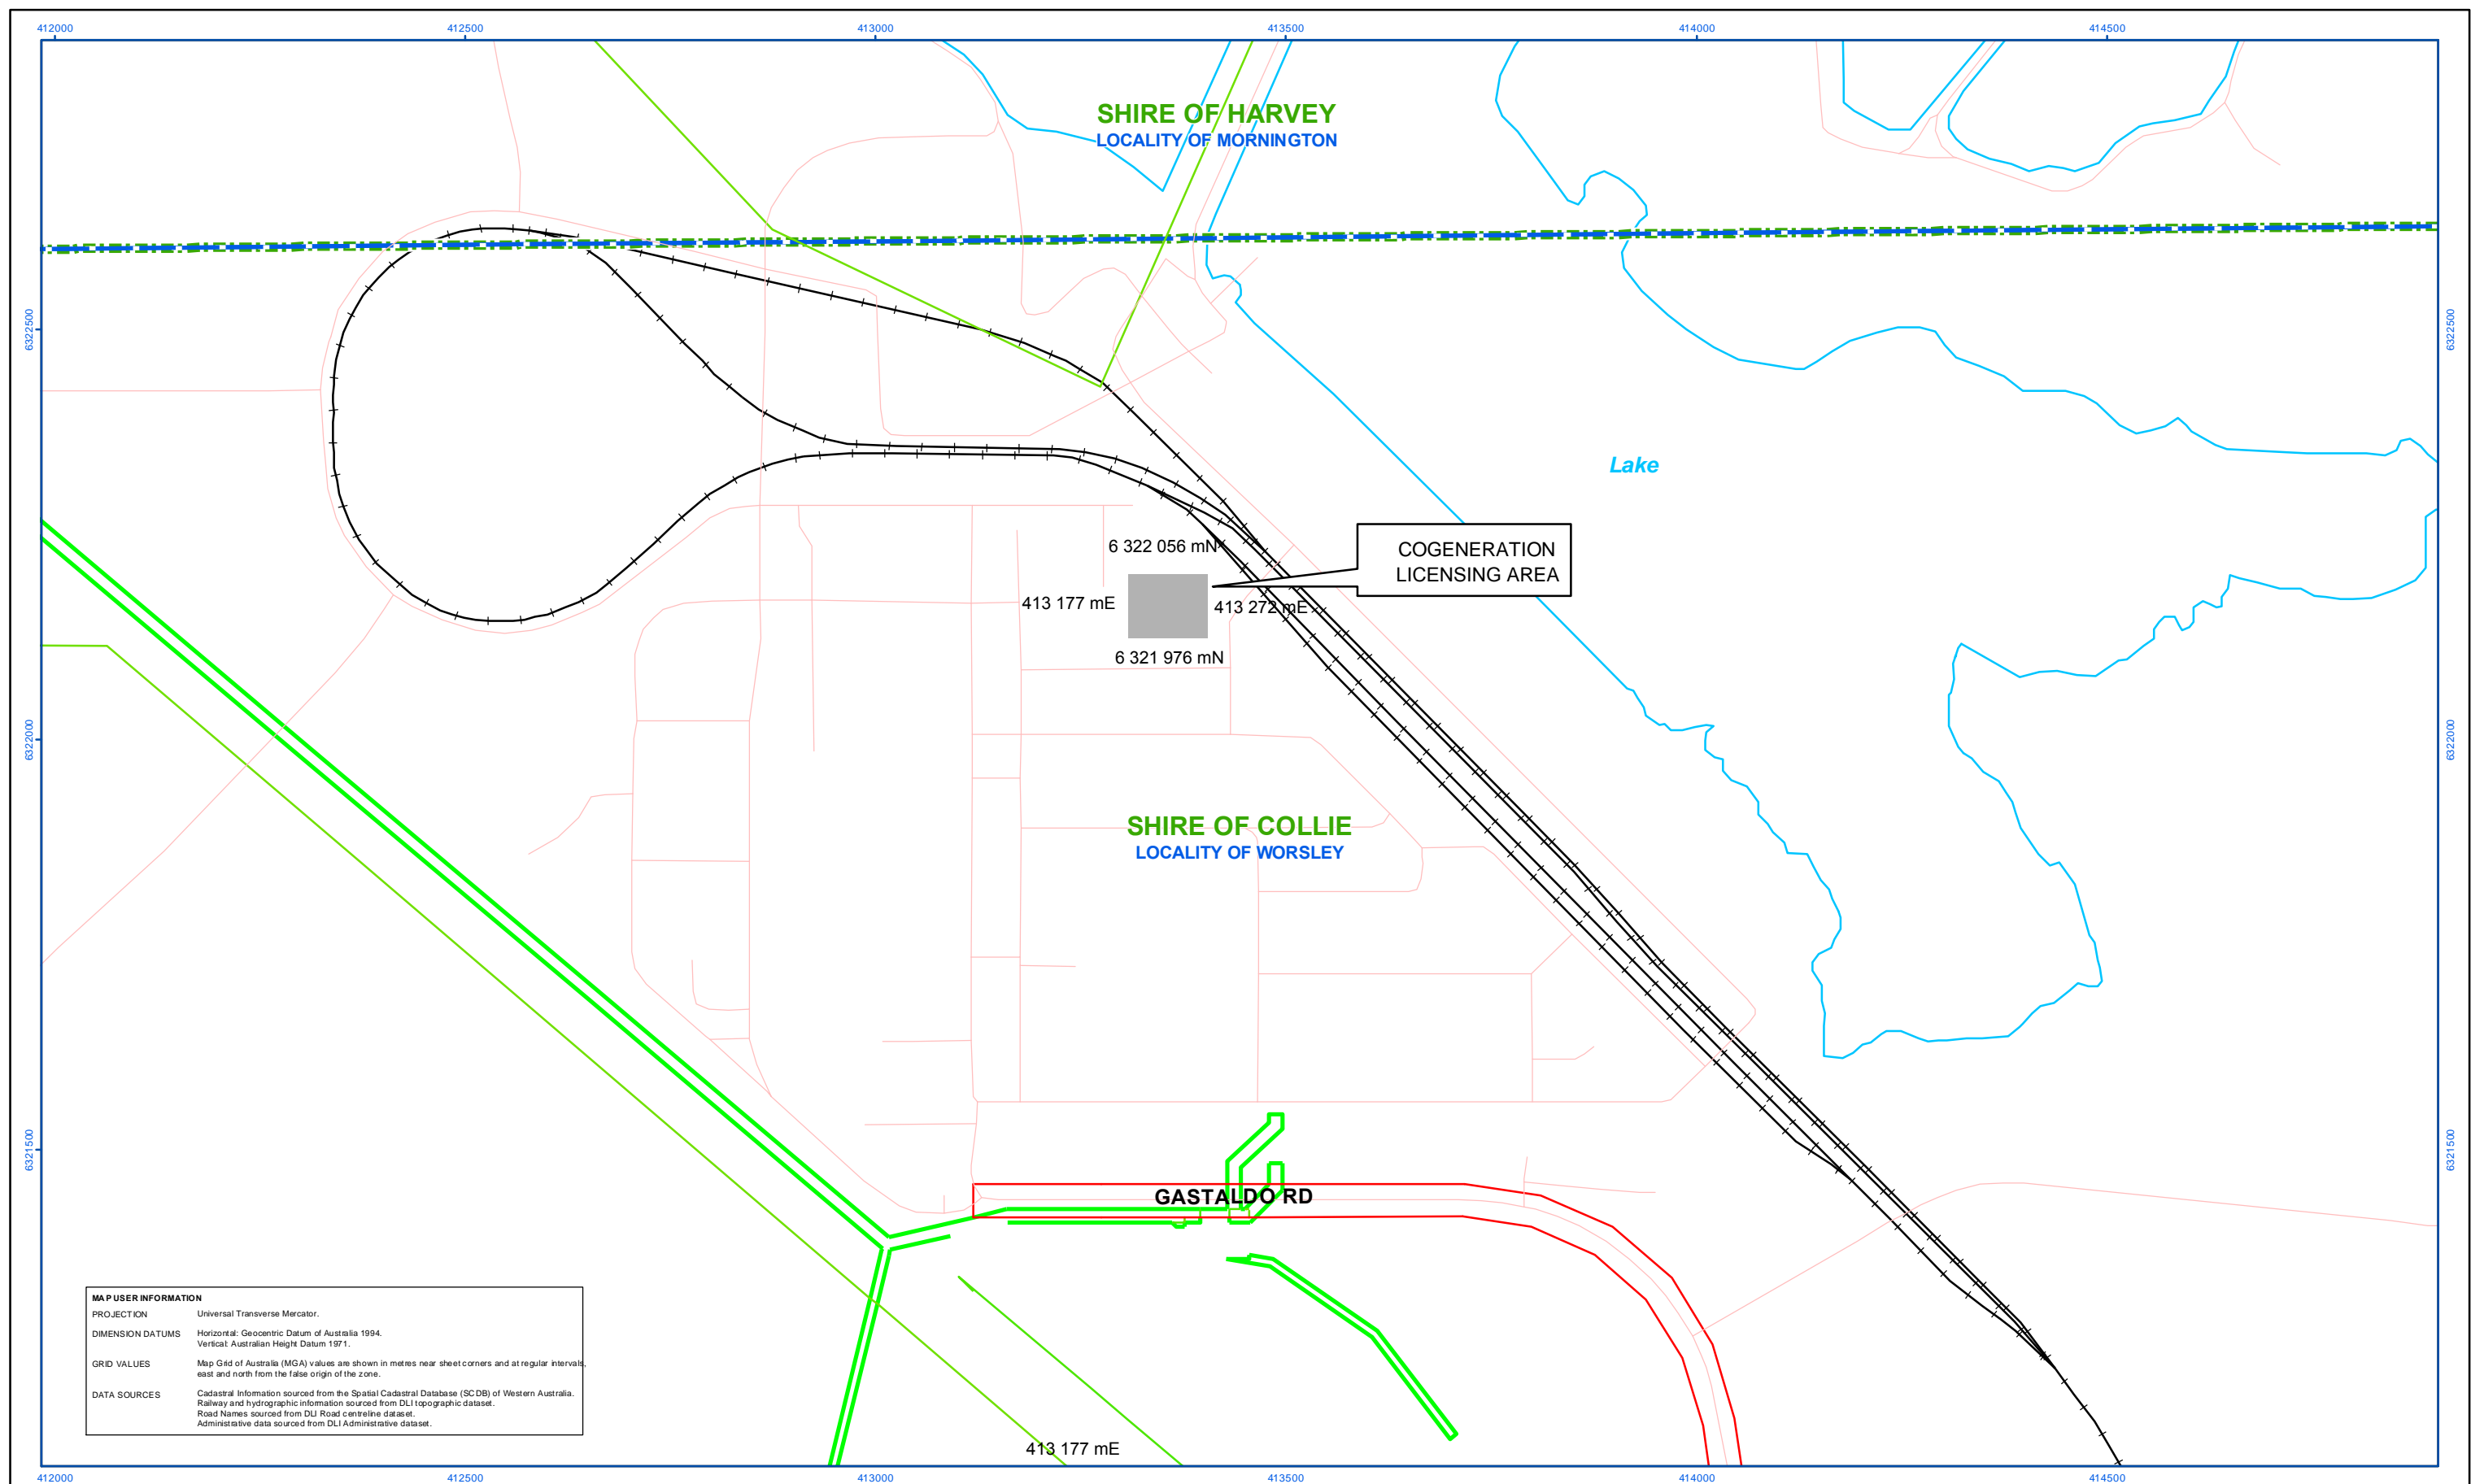 412000 412500 413000 413500 414000 414500
SHIRE OF HARVEY
LOCALITY OF MORNINGTON
6322500 6322500
Lake
6 322 056 mN
COGENERATION
LICENSING AREA
413 177 mE
413 272 mE
6 321 976 mN
6322000 6322000
SHIRE OF COLLIE
LOCALITY OF WORSLEY
6321500 6321500
GASTALDO RD
MAP USER INFORMATION
PROJECTION Universal Transverse Mercator.
DIMENSION DATUMS Horizontal: Geocentric Datum of Australia 1994.
Vertical: Australian Height Datum 1971.
GRID VALUES Map Grid of Australia (MGA) values are shown in metres near sheet corners and at regular intervals,
east and north from the false origin of the zone.
DATA SOURCES Cadastral Information sourced from the Spatial Cadastral Database (SCDB) of Western Australia.
Railway and hydrographic information sourced from DLI topographic dataset.
Road Names sourced from DLI Road centreline dataset.
Administrative data sourced from DLI Administrative dataset.
413 177 mE
412000 412500 413000 413500 414000 414500